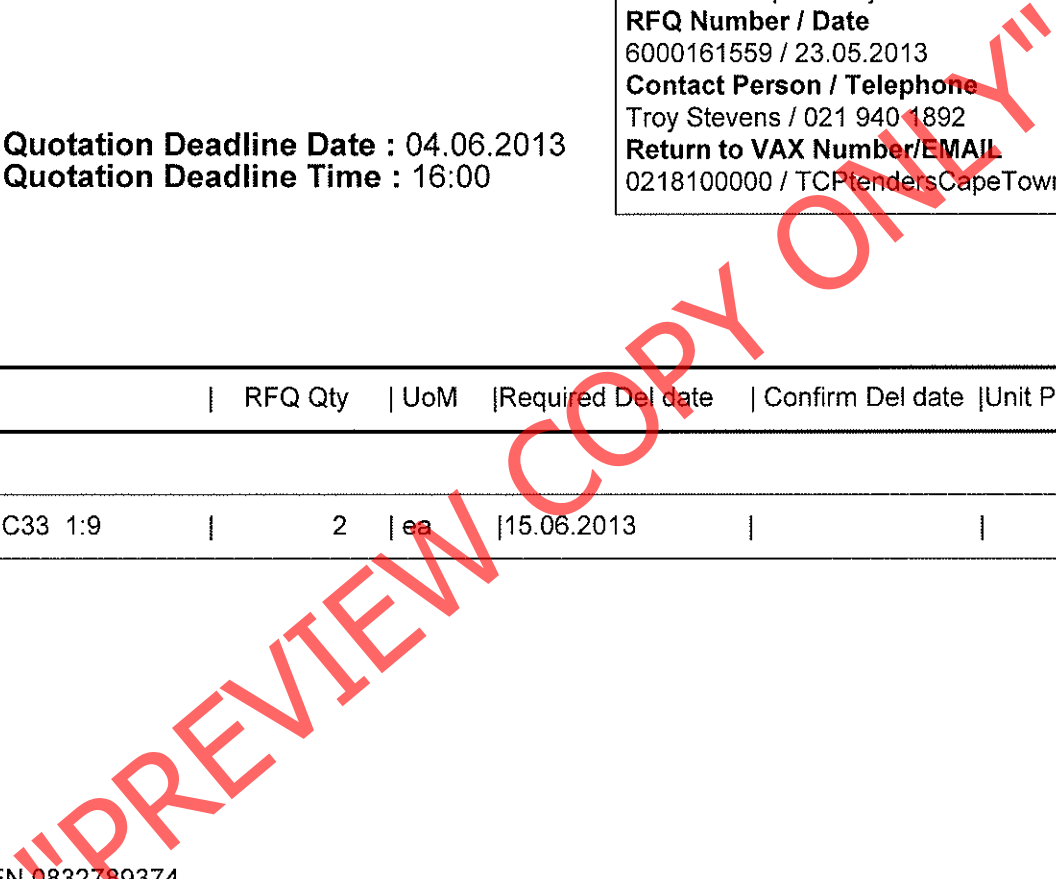 RFQ Number / Date
6000161559 / 23.05.2013
Contact Person / Telephone
Troy Stevens / 021 940 1892
Return to VAX Number/EMAIL
0218100000 / TCPtendersCapeTown
Quotation Deadline Date : 04.06.2013
Quotation Deadline Time : 16:00
| RFQ Qty | UoM |Required Del date | Confirm Del date |Unit P
C33 1:9 | 2 | ea |15.06.2013 | |
"PREVIEW COPY ONLY"
EN 0832789374